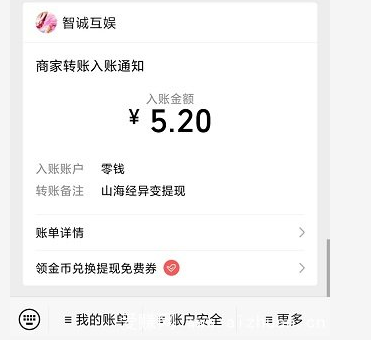 智诚互娱
商家转账入账通知
入账金额
¥ 5.20
入账账户 零钱
转账备注 山海经异变提现
账单详情
领金币兑换提现免费券
≡ 我的账单 ≡ 账户安全 ≡ 更多